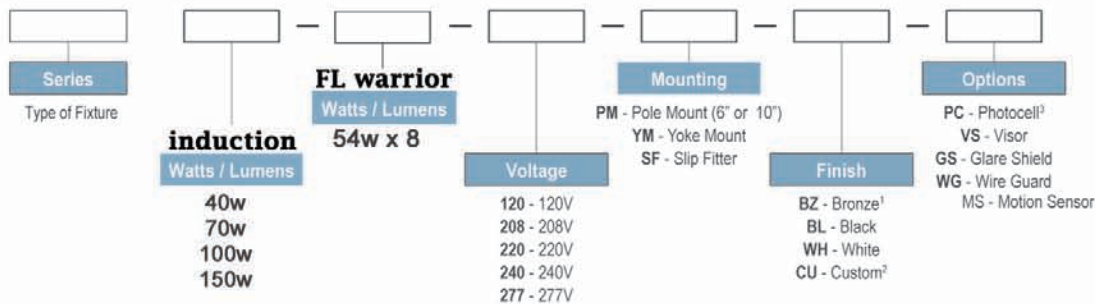 Series
Type of Fixture
induction
Watts / Lumens
40w
70w
100w
150w
FL warrior
Watts / Lumens
54w x 8
Voltage
120 - 120V
208 - 208V
220 - 220V
240 - 240V
277 - 277V
Mounting
PM - Pole Mount (6” or 10”)
YM - Yoke Mount
SF - Slip Fitter
Finish
BZ - Bronze¹
BL - Black
WH - White
CU - Custom²
Options
PC - Photocell³
VS - Visor
GS - Glare Shield
WG - Wire Guard
MS - Motion Sensor